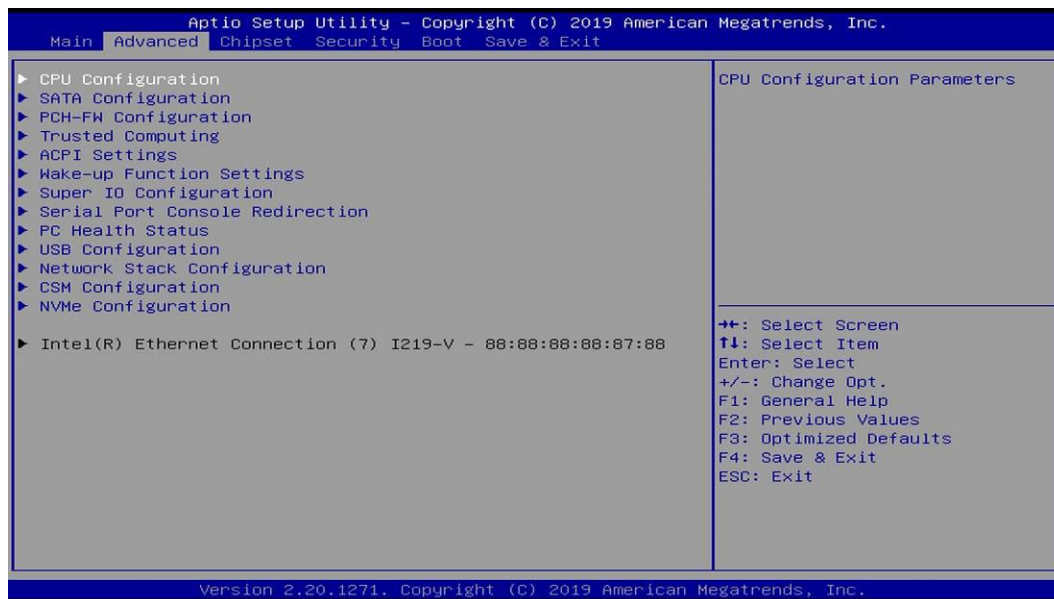 Aptio Setup Utility – Copyright (C) 2019 American Megatrends, Inc.
Main Advanced Chipset Security Boot Save & Exit
► CPU Configuration
► SATA Configuration
► PCH-FW Configuration
► Trusted Computing
► ACPI Settings
► Wake-up Function Settings
► Super IO Configuration
► Serial Port Console Redirection
► PC Health Status
► USB Configuration
► Network Stack Configuration
► CSM Configuration
► NVMe Configuration
► Intel(R) Ethernet Connection (7) I219-V – 88:88:88:88:87:88
CPU Configuration Parameters
→←: Select Screen
↑↓: Select Item
Enter: Select
+/-: Change Opt.
F1: General Help
F2: Previous Values
F3: Optimized Defaults
F4: Save & Exit
ESC: Exit
Version 2.20.1271. Copyright (C) 2019 American Megatrends, Inc.